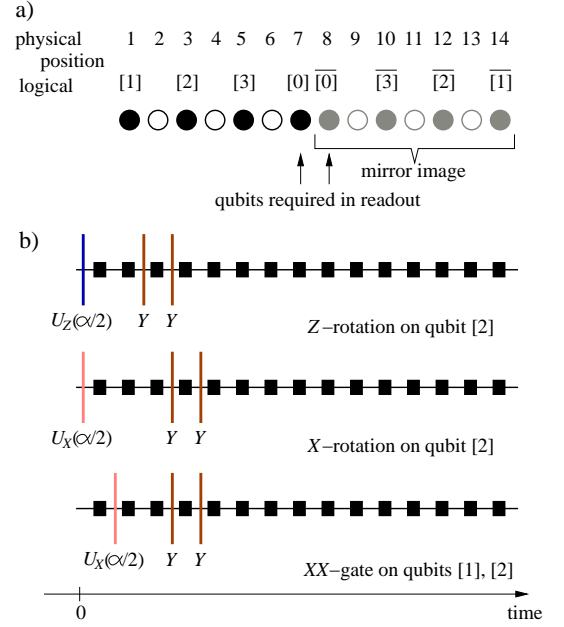 a)
physical 1 2 3 4 5 6 7 8 9 10 11 12 13 14
position
logical [1] [2] [3] [0] [0̅] [3̅] [2̅] [1̅]
mirror image
qubits required in readout
b)
U_Z(∝/2) Y Y
Z−rotation on qubit [2]
U_X(∝/2) Y Y
X−rotation on qubit [2]
U_X(∝/2) Y Y
XX−gate on qubits [1], [2]
0 time